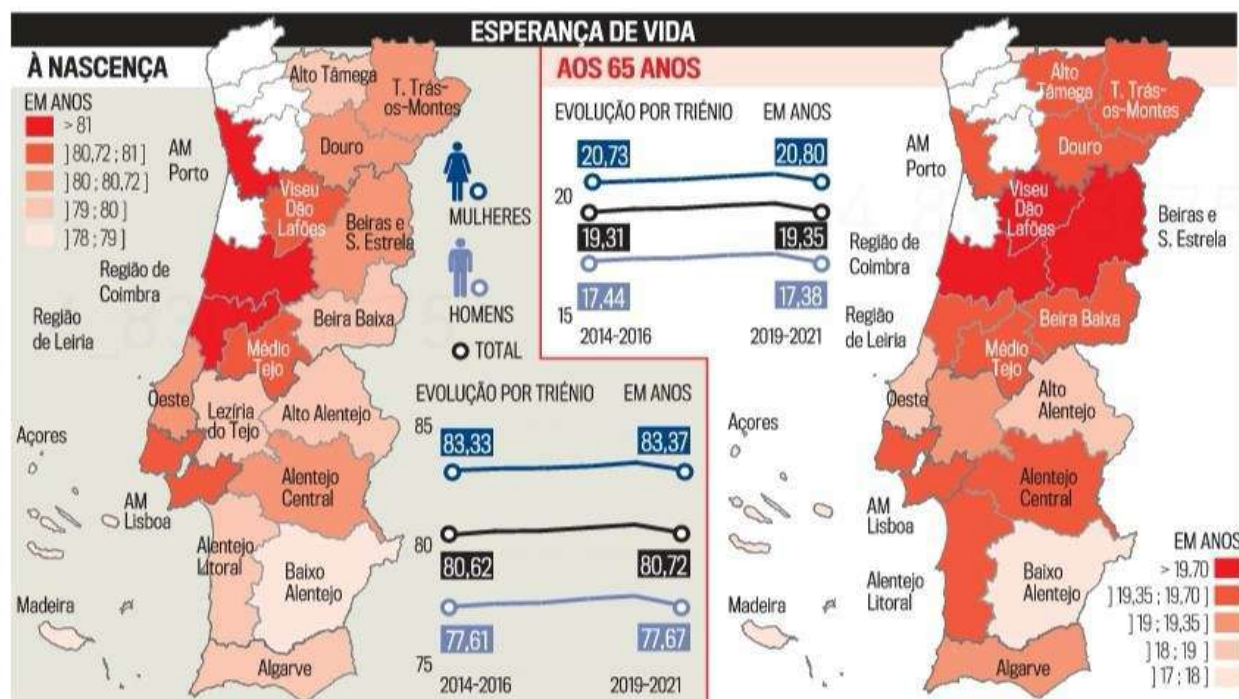 ESPERANÇA DE VIDA
À NASCENÇA
EM ANOS
> 81
] 80,72 ; 81 ]
] 80 ; 80,72 ]
] 79 ; 80 ]
] 78 ; 79 ]
Alto Tâmega
T. Trás-
os-Montes
Douro
AM
Porto
Viseu
Dão
Lafões
Beiras e
S. Estrela
Região de
Coimbra
Beira Baixa
Região
de Leiria
Médio
Tejo
Oeste
Lezíria
do Tejo
Alto Alentejo
Açores
AM
Lisboa
Alentejo
Central
Alentejo
Litoral
Baixo
Alentejo
Madeira
Algarve
MULHERES
HOMENS
TOTAL
EVOLUÇÃO POR TRIÉNIO EM ANOS
85
83,33 83,37
80
80,62 80,72
77,61 77,67
75
2014-2016 2019-2021
AOS 65 ANOS
EVOLUÇÃO POR TRIÉNIO EM ANOS
20,73 20,80
20
19,31 19,35
17,44 17,38
15
2014-2016 2019-2021
Alto
Tâmega
T. Trás-
os-Montes
Douro
AM
Porto
Viseu
Dão
Lafões
Beiras e
S. Estrela
Região de
Coimbra
Beira Baixa
Região
de Leiria
Médio
Tejo
Oeste
Alto
Alentejo
Açores
Alentejo
Central
AM
Lisboa
Alentejo
Litoral
Baixo
Alentejo
Madeira
Algarve
EM ANOS
> 19,70
] 19,35 ; 19,70 ]
] 19 ; 19,35 ]
] 18 ; 19 ]
] 17 ; 18 ]